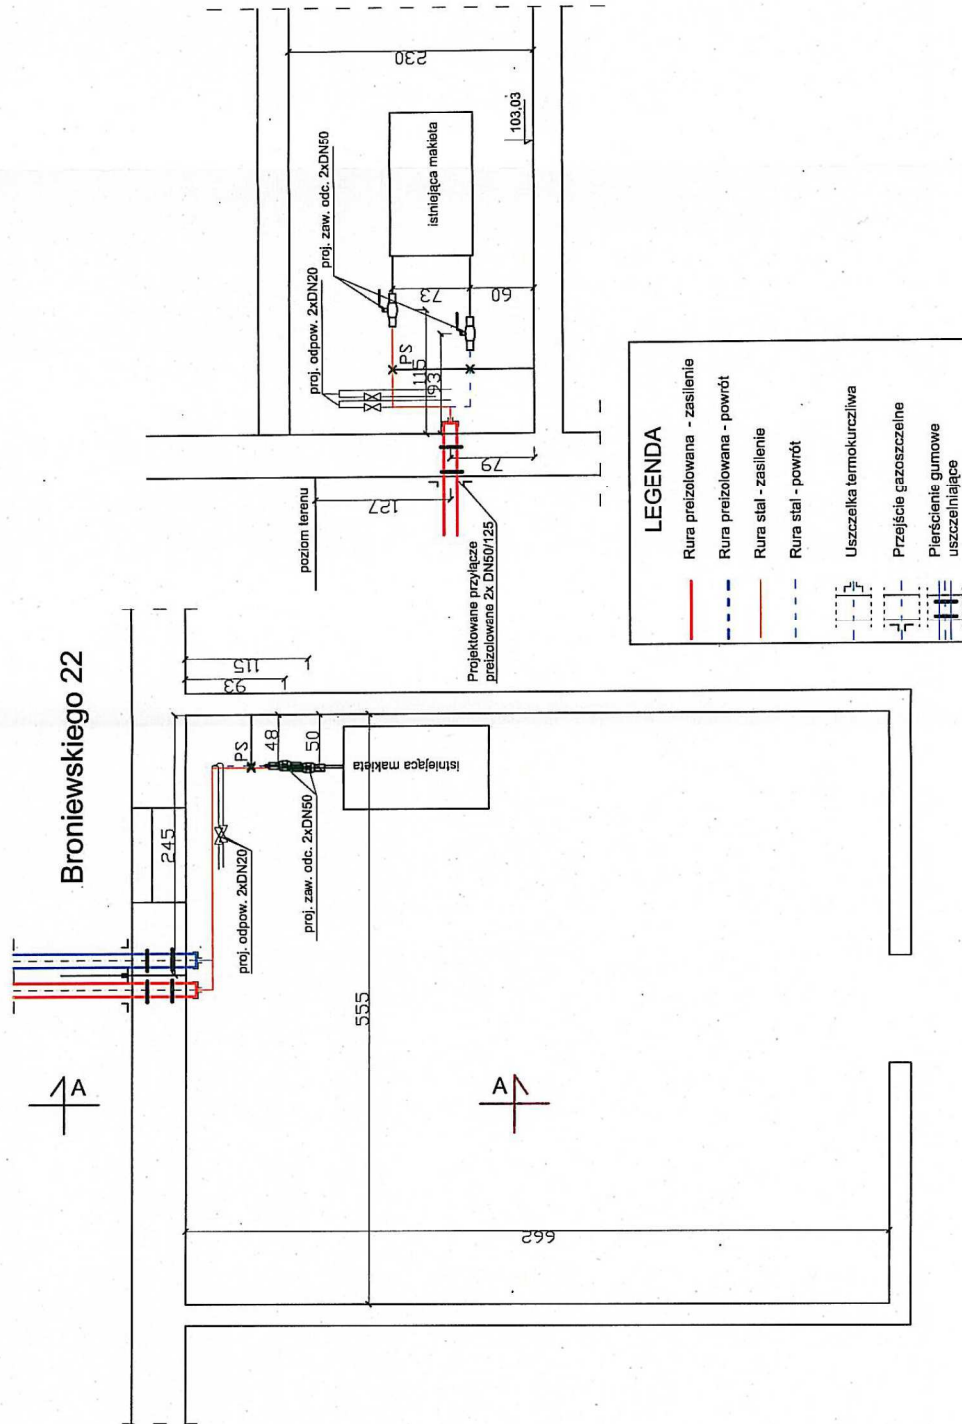 Broniewskiego 22
A
A
245
93
115
PS
48
50
proj. odpow. 2xDN20
proj. zaw. odc. 2xDN50
istniejąca makieta
555
662
proj. odpow. 2xDN20
proj. zaw. odc. 2xDN50
istniejąca makieta
230
103,03
73
60
PS
115
93
79
127
poziom terenu
Projektowane przyłącze
preizolowane 2x DN50/125
LEGENDA
Rura preizolowana - zasilenie
Rura preizolowana - powrót
Rura stal - zasilenie
Rura stal - powrót
Uszczelka termokurczliwa
Przejście gazoszczelne
Pierścienie gumowe
uszczelniające